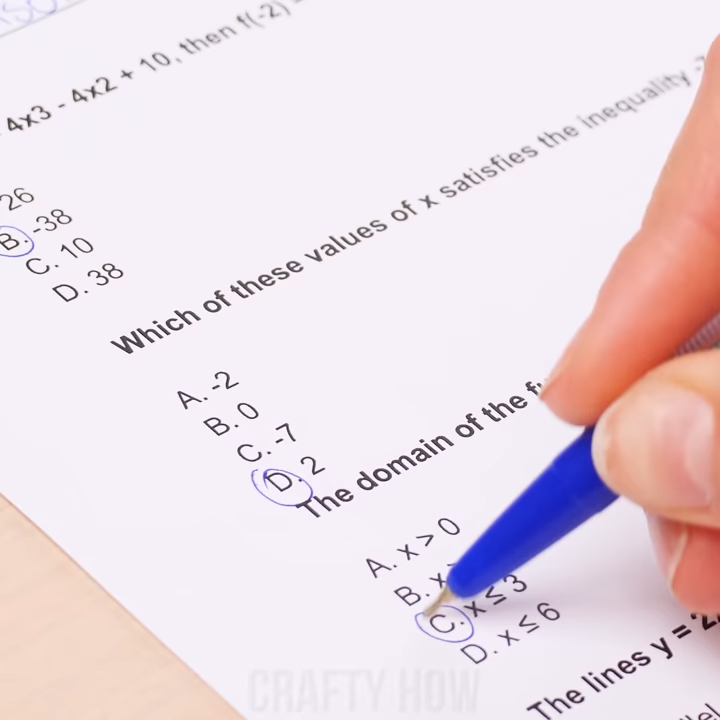 4x3 - 4x2 + 10, then f(-2) =
26
B. -38
C. 10
D. 38
Which of these values of x satisfies the inequality
A. -2
B. 0
C. -7
D. 2
The domain of the
A. x > 0
B. x
C. x ≤ 3
D. x ≤ 6
The lines y =
CRAFTY HOW